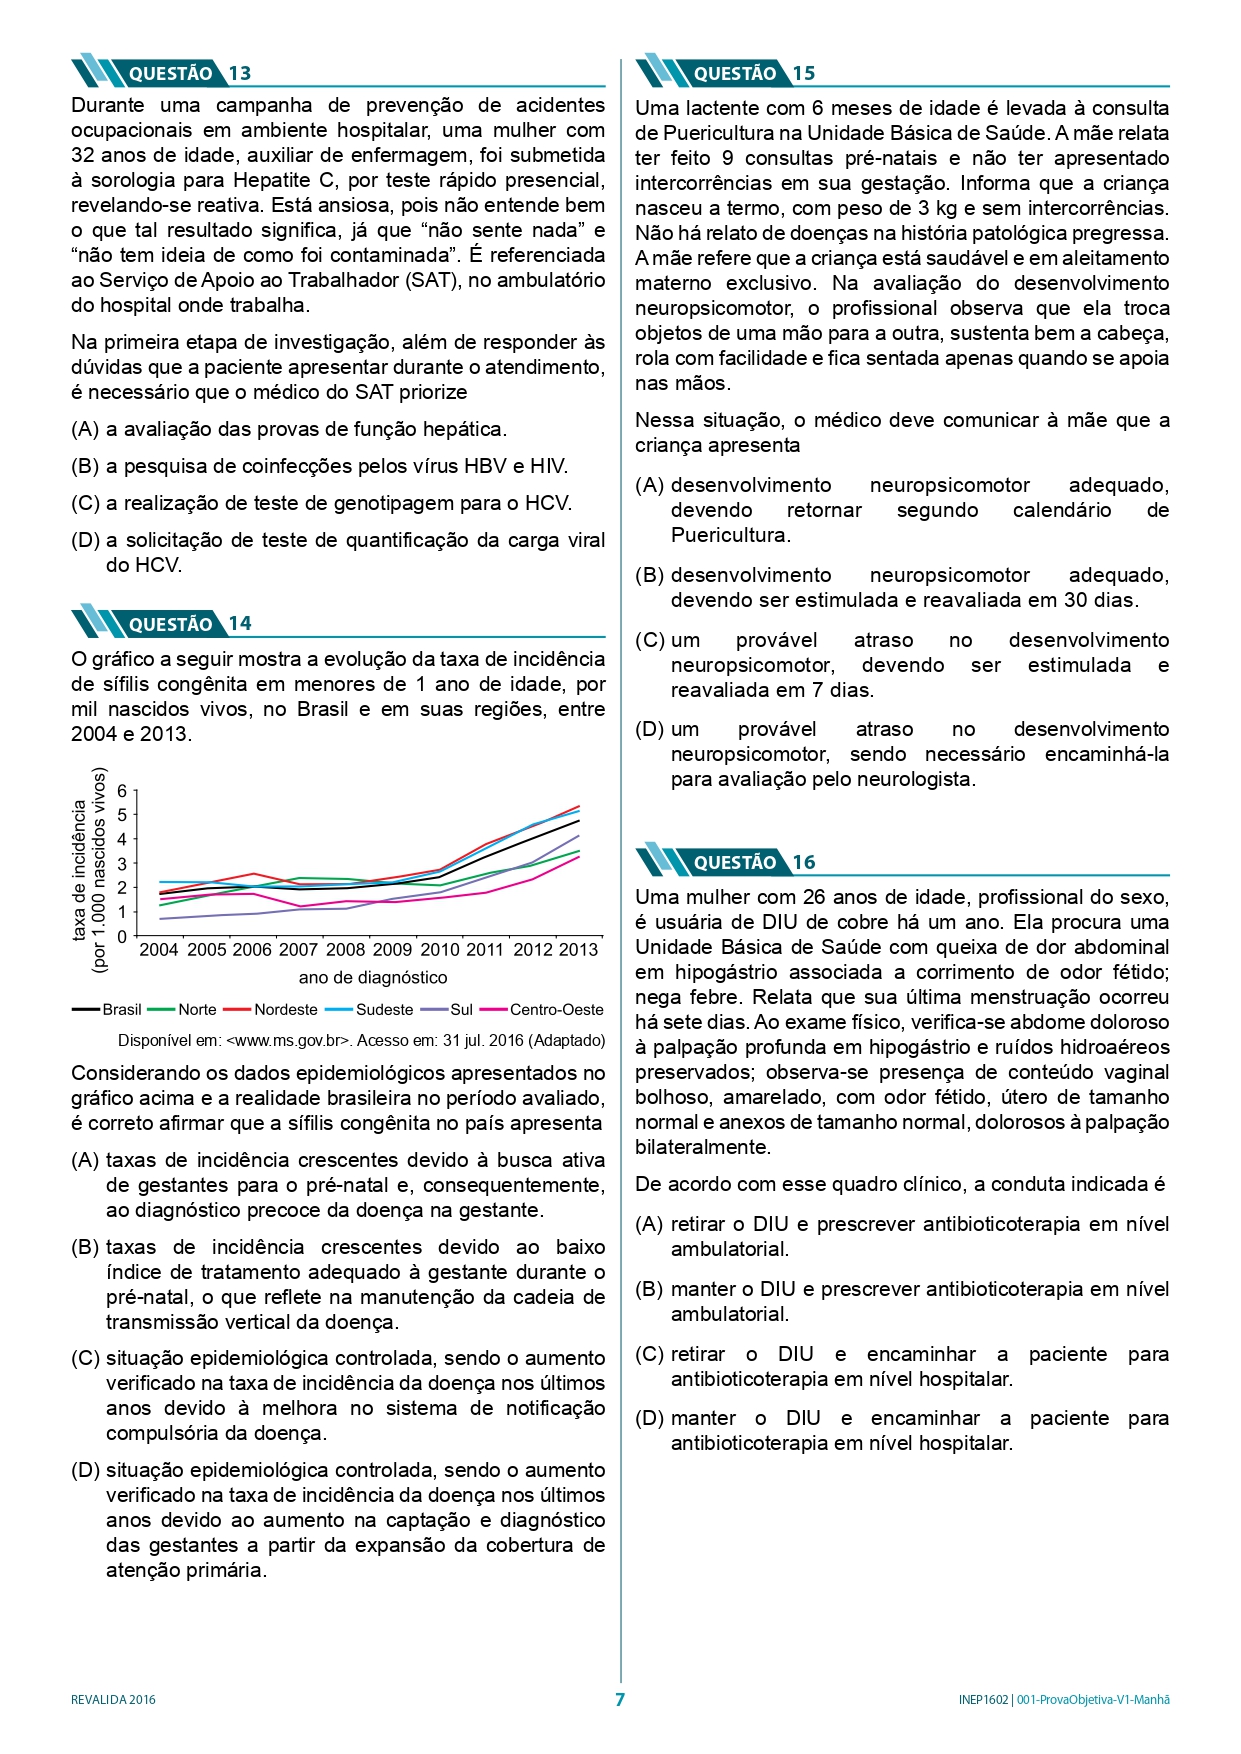 QUESTÃO 13
Durante uma campanha de prevenção de acidentes
ocupacionais em ambiente hospitalar, uma mulher com
32 anos de idade, auxiliar de enfermagem, foi submetida
à sorologia para Hepatite C, por teste rápido presencial,
revelando-se reativa. Está ansiosa, pois não entende bem
o que tal resultado significa, já que “não sente nada” e
“não tem ideia de como foi contaminada”. É referenciada
ao Serviço de Apoio ao Trabalhador (SAT), no ambulatório
do hospital onde trabalha.
Na primeira etapa de investigação, além de responder às
dúvidas que a paciente apresentar durante o atendimento,
é necessário que o médico do SAT priorize
(A) a avaliação das provas de função hepática.
(B) a pesquisa de coinfecções pelos vírus HBV e HIV.
(C) a realização de teste de genotipagem para o HCV.
(D) a solicitação de teste de quantificação da carga viral
do HCV.
QUESTÃO 14
O gráfico a seguir mostra a evolução da taxa de incidência
de sífilis congênita em menores de 1 ano de idade, por
mil nascidos vivos, no Brasil e em suas regiões, entre
2004 e 2013.
taxa de incidência
(por 1.000 nascidos vivos)
6
5
4
3
2
1
0
2004 2005 2006 2007 2008 2009 2010 2011 2012 2013
ano de diagnóstico
Brasil Norte Nordeste Sudeste Sul Centro-Oeste
Disponível em: <www.ms.gov.br>. Acesso em: 31 jul. 2016 (Adaptado)
Considerando os dados epidemiológicos apresentados no
gráfico acima e a realidade brasileira no período avaliado,
é correto afirmar que a sífilis congênita no país apresenta
(A) taxas de incidência crescentes devido à busca ativa
de gestantes para o pré-natal e, consequentemente,
ao diagnóstico precoce da doença na gestante.
(B) taxas de incidência crescentes devido ao baixo
índice de tratamento adequado à gestante durante o
pré-natal, o que reflete na manutenção da cadeia de
transmissão vertical da doença.
(C) situação epidemiológica controlada, sendo o aumento
verificado na taxa de incidência da doença nos últimos
anos devido à melhora no sistema de notificação
compulsória da doença.
(D) situação epidemiológica controlada, sendo o aumento
verificado na taxa de incidência da doença nos últimos
anos devido ao aumento na captação e diagnóstico
das gestantes a partir da expansão da cobertura de
atenção primária.
QUESTÃO 15
Uma lactente com 6 meses de idade é levada à consulta
de Puericultura na Unidade Básica de Saúde. A mãe relata
ter feito 9 consultas pré-natais e não ter apresentado
intercorrências em sua gestação. Informa que a criança
nasceu a termo, com peso de 3 kg e sem intercorrências.
Não há relato de doenças na história patológica pregressa.
A mãe refere que a criança está saudável e em aleitamento
materno exclusivo. Na avaliação do desenvolvimento
neuropsicomotor, o profissional observa que ela troca
objetos de uma mão para a outra, sustenta bem a cabeça,
rola com facilidade e fica sentada apenas quando se apoia
nas mãos.
Nessa situação, o médico deve comunicar à mãe que a
criança apresenta
(A) desenvolvimento neuropsicomotor adequado,
devendo retornar segundo calendário de
Puericultura.
(B) desenvolvimento neuropsicomotor adequado,
devendo ser estimulada e reavaliada em 30 dias.
(C) um provável atraso no desenvolvimento
neuropsicomotor, devendo ser estimulada e
reavaliada em 7 dias.
(D) um provável atraso no desenvolvimento
neuropsicomotor, sendo necessário encaminhá-la
para avaliação pelo neurologista.
QUESTÃO 16
Uma mulher com 26 anos de idade, profissional do sexo,
é usuária de DIU de cobre há um ano. Ela procura uma
Unidade Básica de Saúde com queixa de dor abdominal
em hipogástrio associada a corrimento de odor fétido;
nega febre. Relata que sua última menstruação ocorreu
há sete dias. Ao exame físico, verifica-se abdome doloroso
à palpação profunda em hipogástrio e ruídos hidroaéreos
preservados; observa-se presença de conteúdo vaginal
bolhoso, amarelado, com odor fétido, útero de tamanho
normal e anexos de tamanho normal, dolorosos à palpação
bilateralmente.
De acordo com esse quadro clínico, a conduta indicada é
(A) retirar o DIU e prescrever antibioticoterapia em nível
ambulatorial.
(B) manter o DIU e prescrever antibioticoterapia em nível
ambulatorial.
(C) retirar o DIU e encaminhar a paciente para
antibioticoterapia em nível hospitalar.
(D) manter o DIU e encaminhar a paciente para
antibioticoterapia em nível hospitalar.
REVALIDA 2016
7
INEP1602 | 001-ProvaObjetiva-V1-Manhã